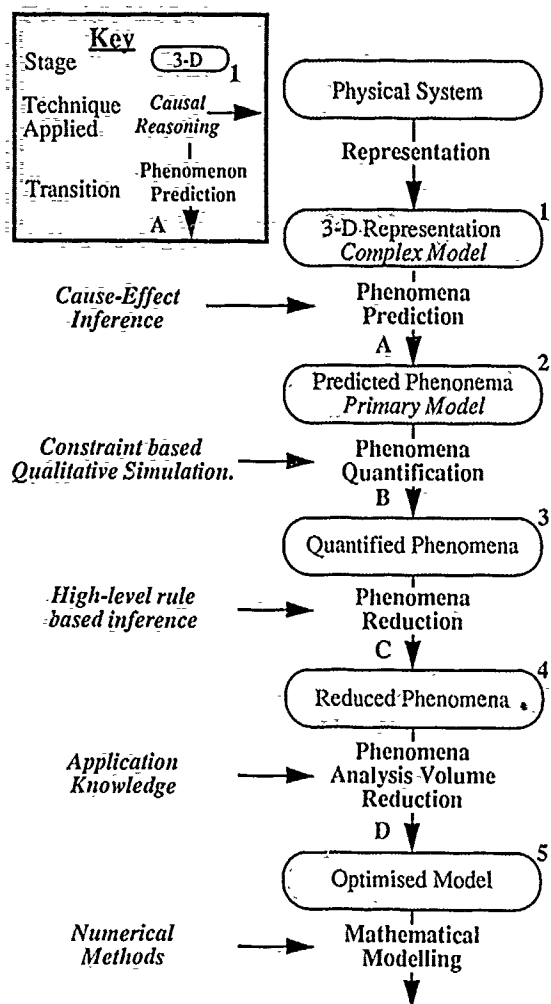 Key
Stage
3-D
1
Technique
Applied
Causal
Reasoning
Transition
Phenomenon
Prediction
A
Physical System
Representation
1
3-D Representation
Complex Model
Cause-Effect
Inference
Phenomena
Prediction
A
2
Predicted Phenonema
Primary Model
Constraint based
Qualitative Simulation.
Phenomena
Quantification
B
3
Quantified Phenomena
High-level rule
based inference
Phenomena
Reduction
C
4
Reduced Phenomena
Application
Knowledge
Phenomena
Analysis Volume
Reduction
D
5
Optimised Model
Numerical
Methods
Mathematical
Modelling